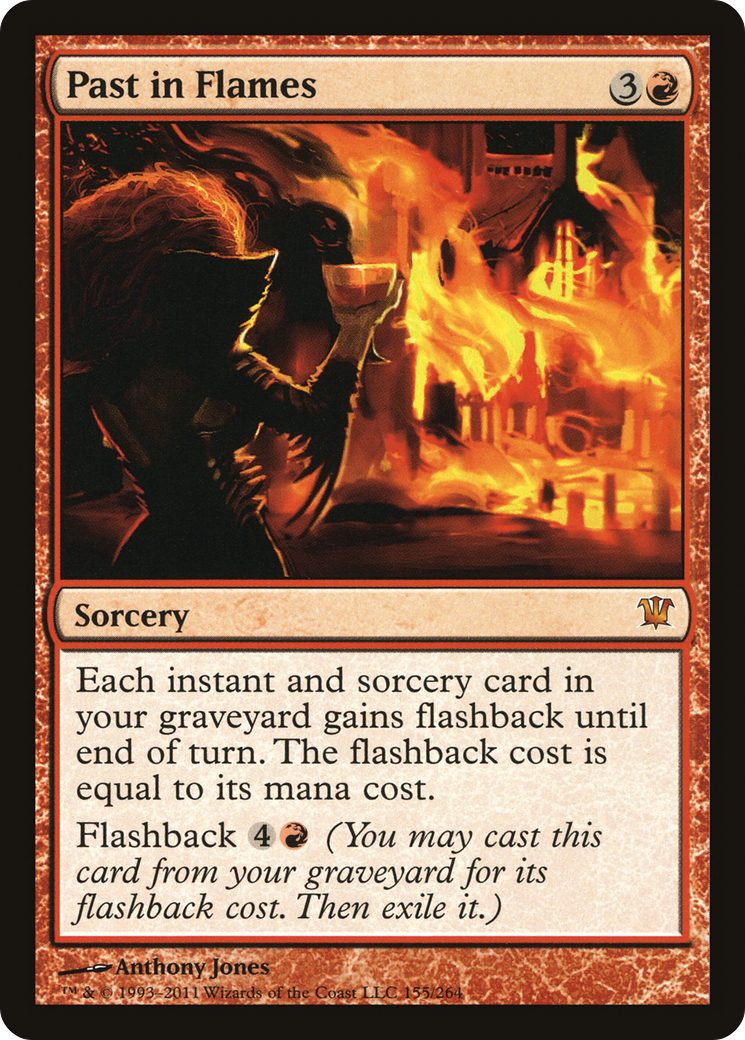 Past in Flames 3
Sorcery
Each instant and sorcery card in
your graveyard gains flashback until
end of turn. The flashback cost is
equal to its mana cost.
Flashback 4 (You may cast this
card from your graveyard for its
flashback cost. Then exile it.)
Anthony Jones
™ & © 1993–2011 Wizards of the Coast LLC 155/264